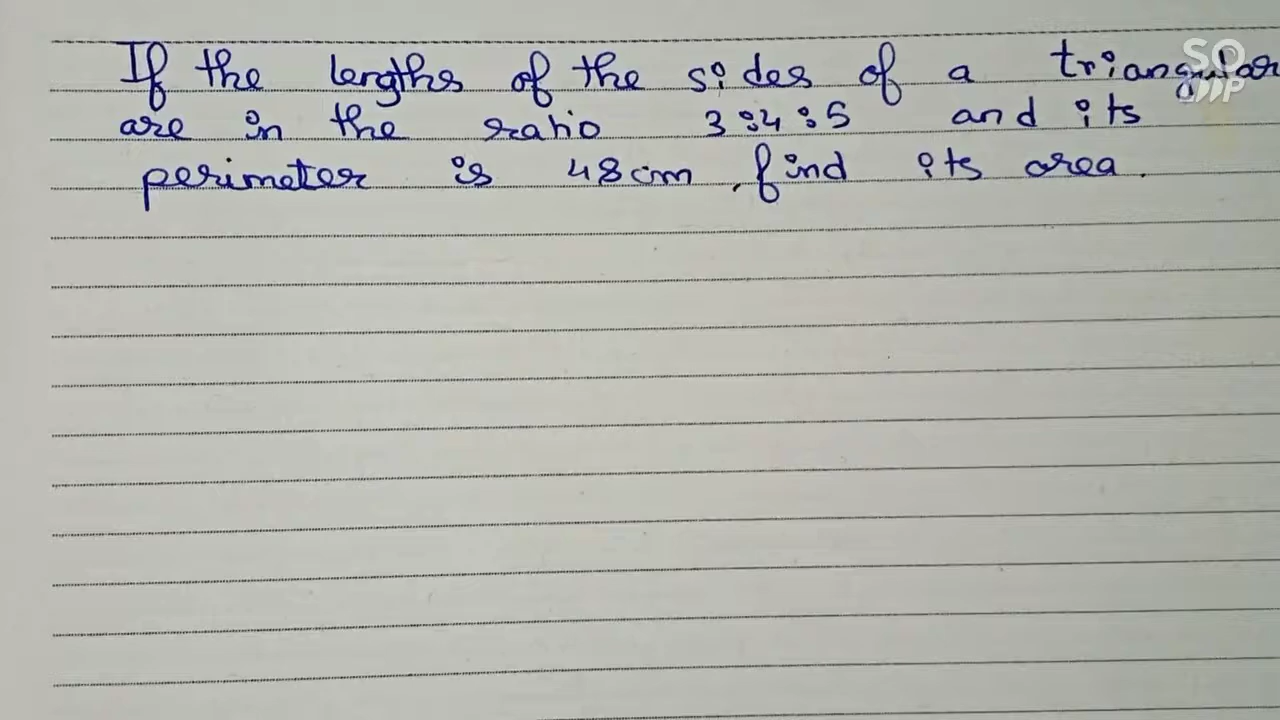 If the lengths of the sides of a triangular
are in the ratio 3:4:5 and its
perimeter is 48cm, find its area.